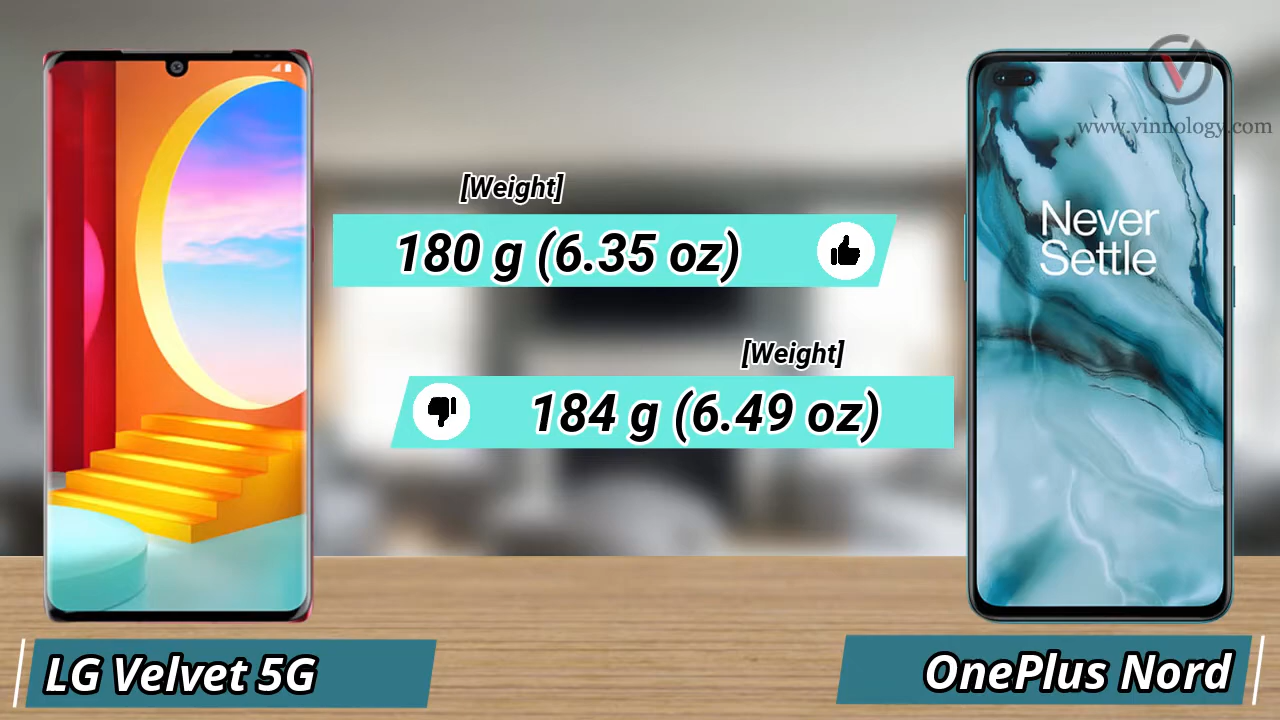 www.vinnology.com
[Weight]
180 g (6.35 oz)
Never
Settle
[Weight]
184 g (6.49 oz)
LG Velvet 5G
OnePlus Nord